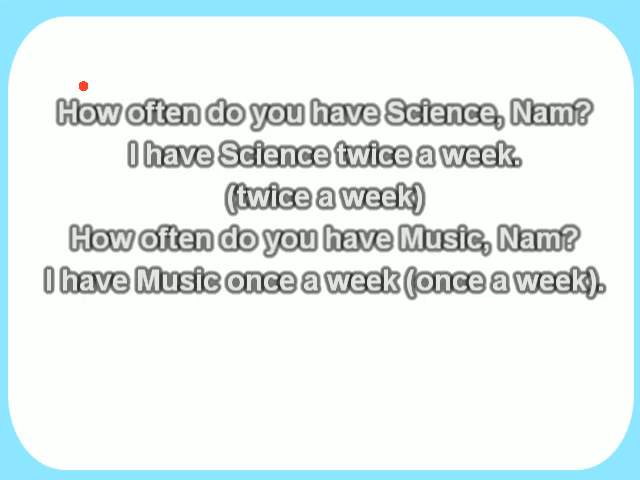 How often do you have Science, Nam?
I have Science twice a week.
(twice a week)
How often do you have Music, Nam?
I have Music once a week (once a week).